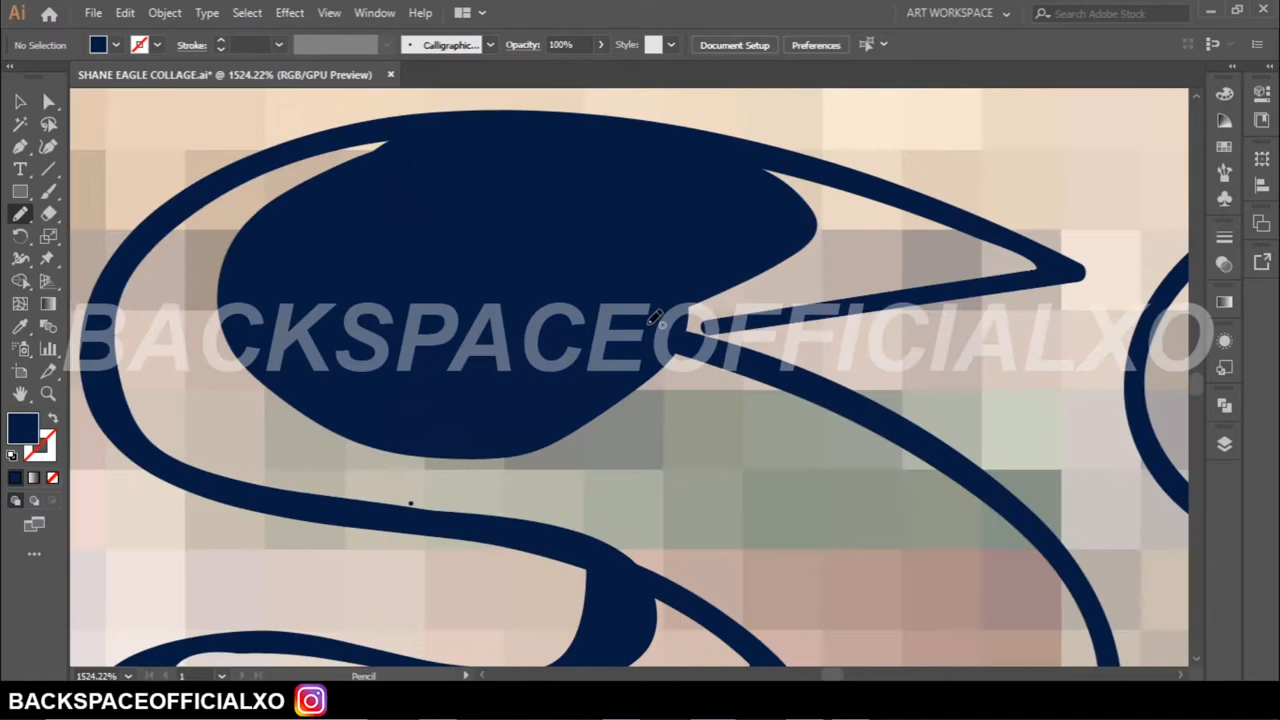 Ai File Edit Object Type Select Effect View Window Help ART WORKSPACE Search Adobe Stock
No Selection Stroke: Calligraphic... Opacity: 100% Style: Document Setup Preferences
SHANE EAGLE COLLAGE.ai* @ 1524.22% (RGB/GPU Preview)
BACKSPACEOFFICIALXO
1524.22% 1 Pencil
BACKSPACEOFFICIALXO